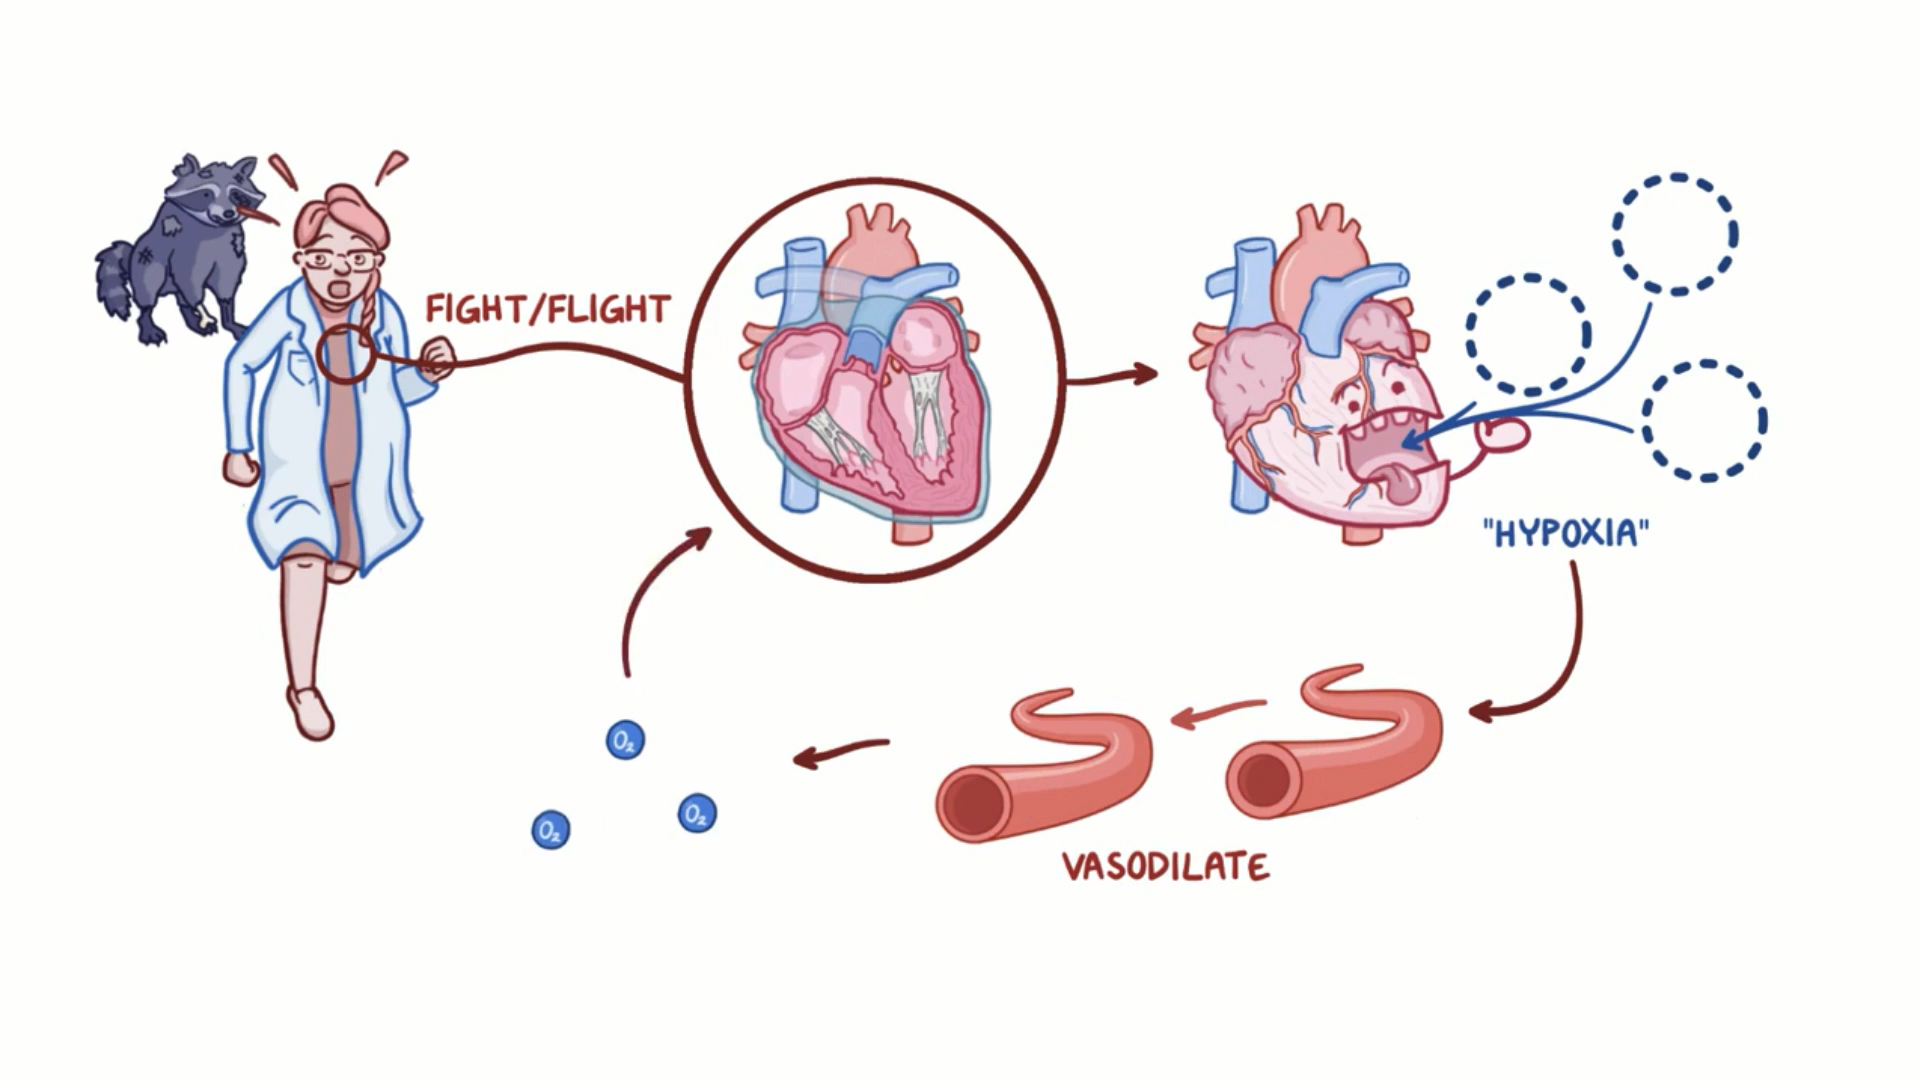 FIGHT/FLIGHT
"HYPOXIA"
VASODILATE
O₂
O₂
O₂